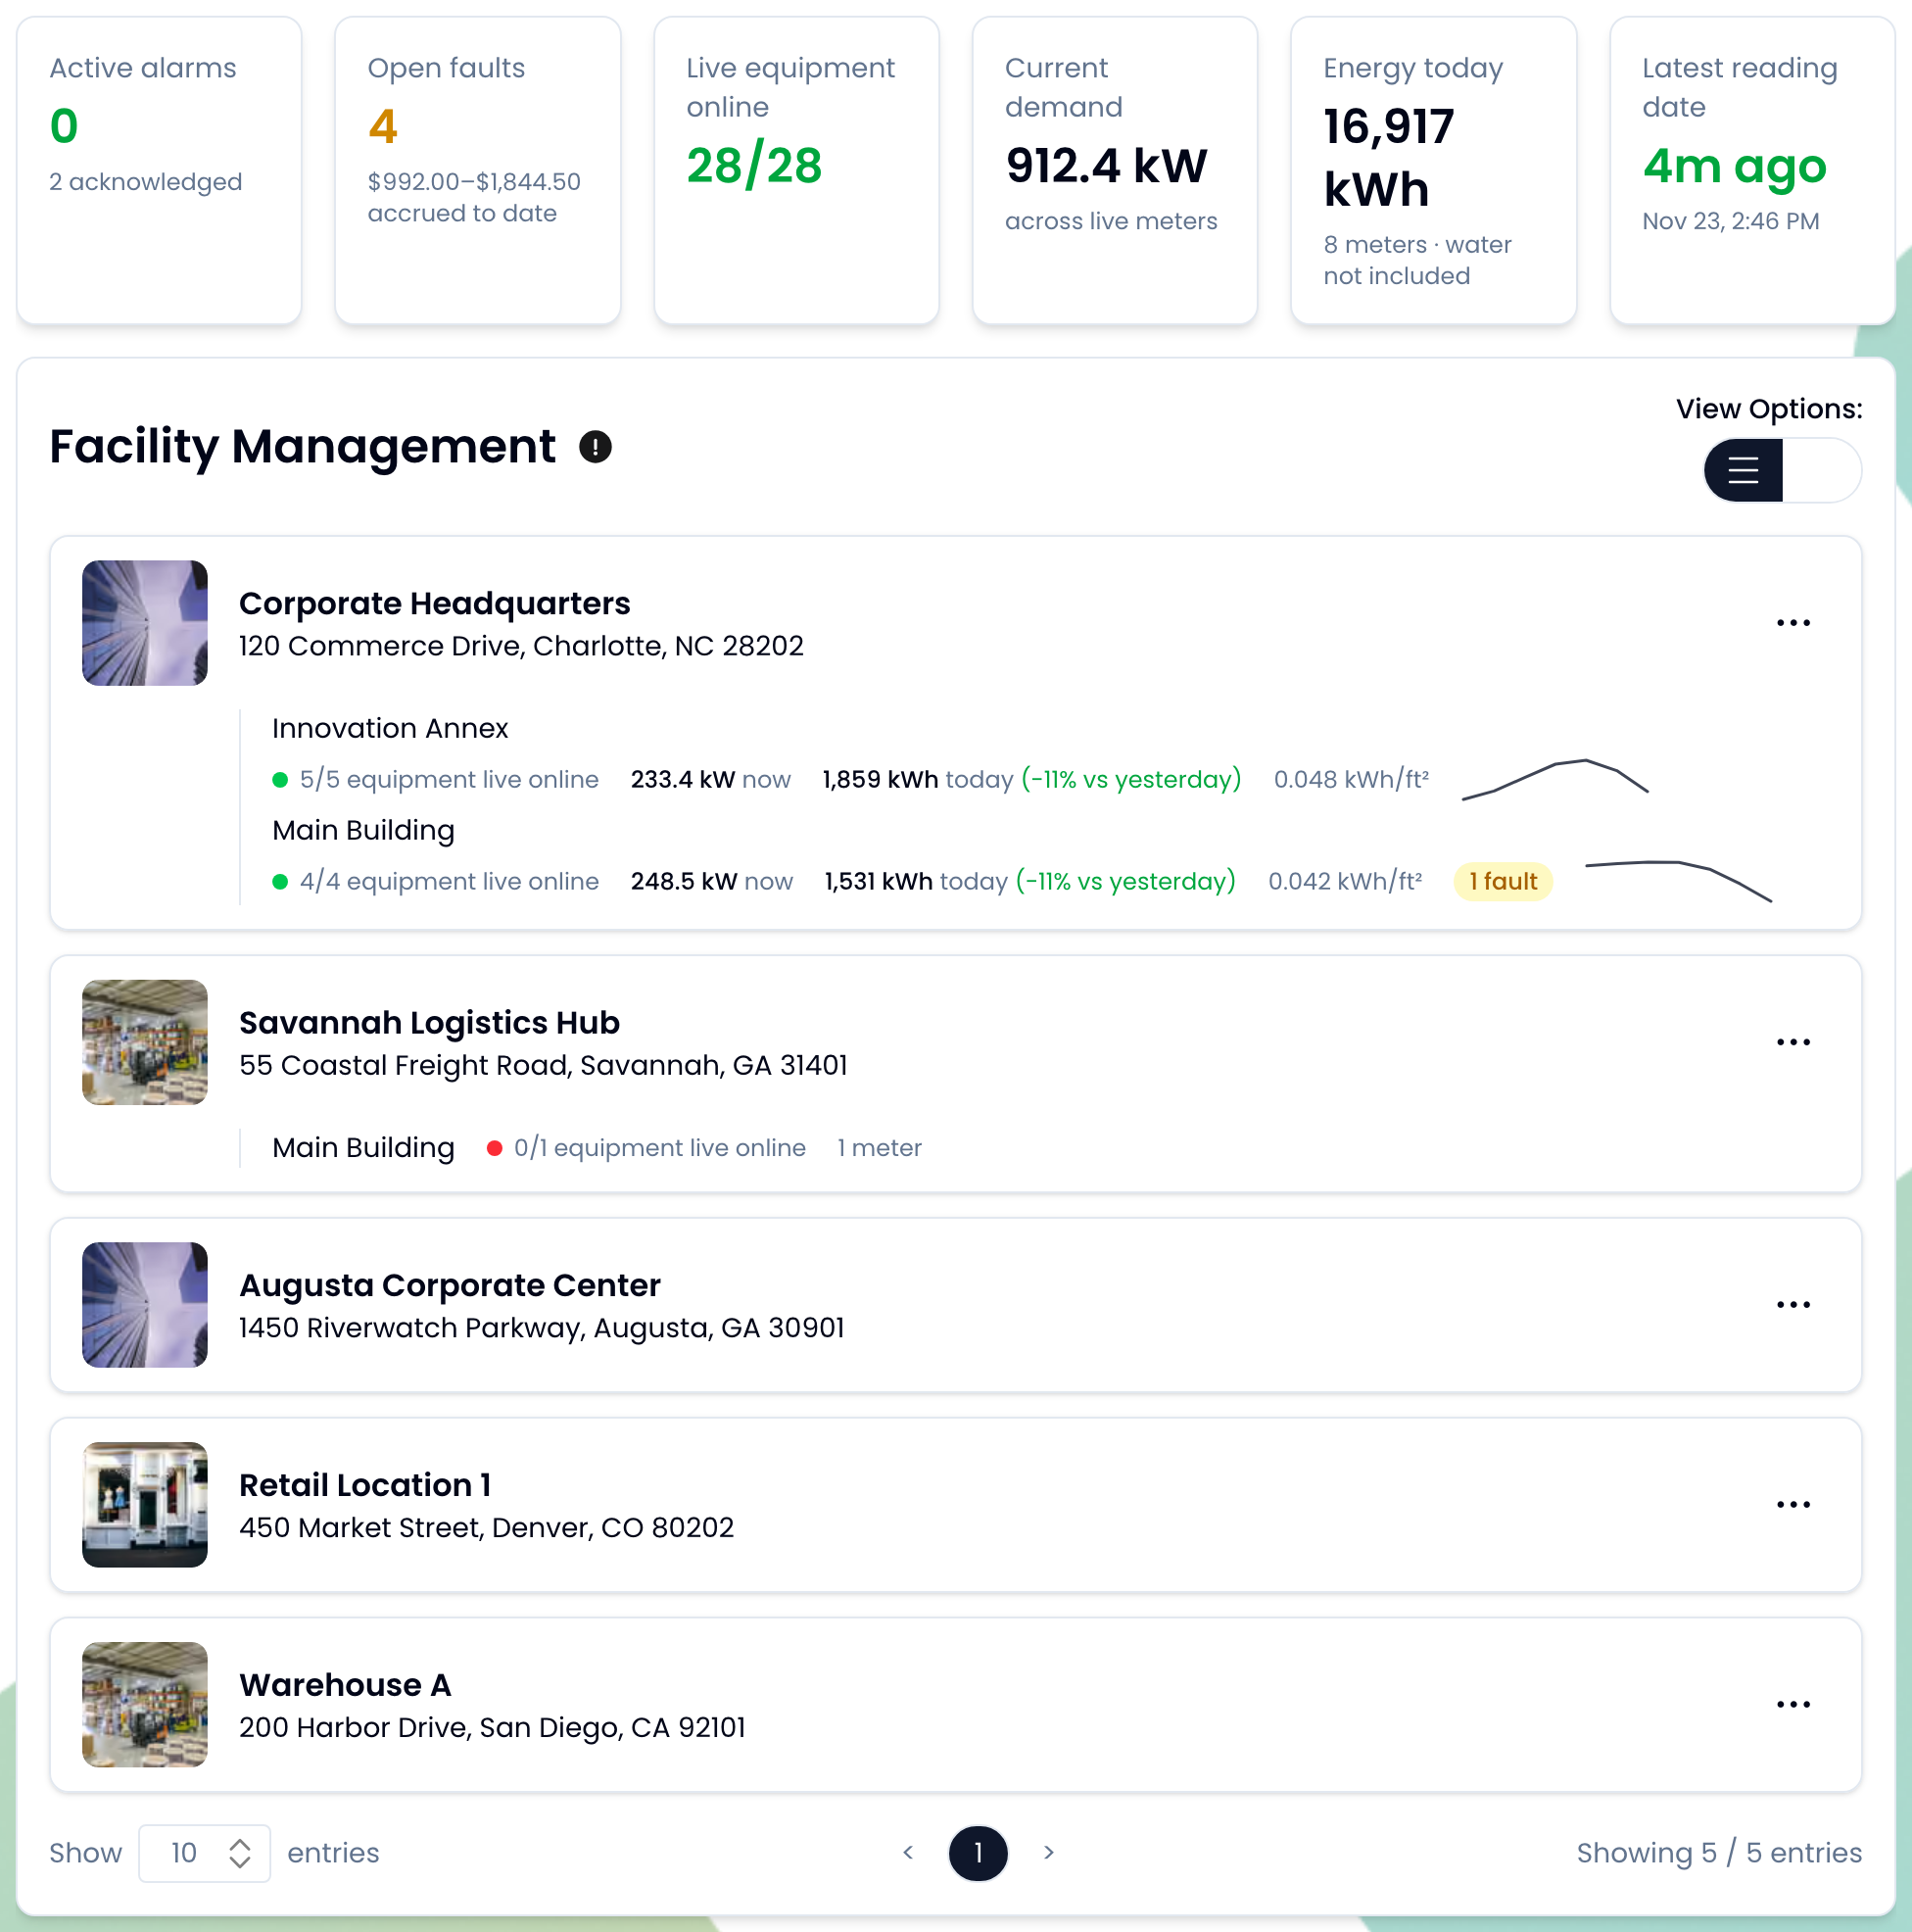 Active alarms
0
2 acknowledged
Open faults
4
$992.00–$1,844.50
accrued to date
Live equipment
online
28/28
Current
demand
912.4 kW
across live meters
Energy today
16,917
kWh
8 meters · water
not included
Latest reading
date
4m ago
Nov 23, 2:46 PM
Facility Management
View Options:
Corporate Headquarters
120 Commerce Drive, Charlotte, NC 28202
Innovation Annex
5/5 equipment live online 233.4 kW now 1,859 kWh today (-11% vs yesterday) 0.048 kWh/ft²
Main Building
4/4 equipment live online 248.5 kW now 1,531 kWh today (-11% vs yesterday) 0.042 kWh/ft² 1 fault
Savannah Logistics Hub
55 Coastal Freight Road, Savannah, GA 31401
Main Building 0/1 equipment live online 1 meter
Augusta Corporate Center
1450 Riverwatch Parkway, Augusta, GA 30901
Retail Location 1
450 Market Street, Denver, CO 80202
Warehouse A
200 Harbor Drive, San Diego, CA 92101
Show 10 entries < 1 > Showing 5 / 5 entries